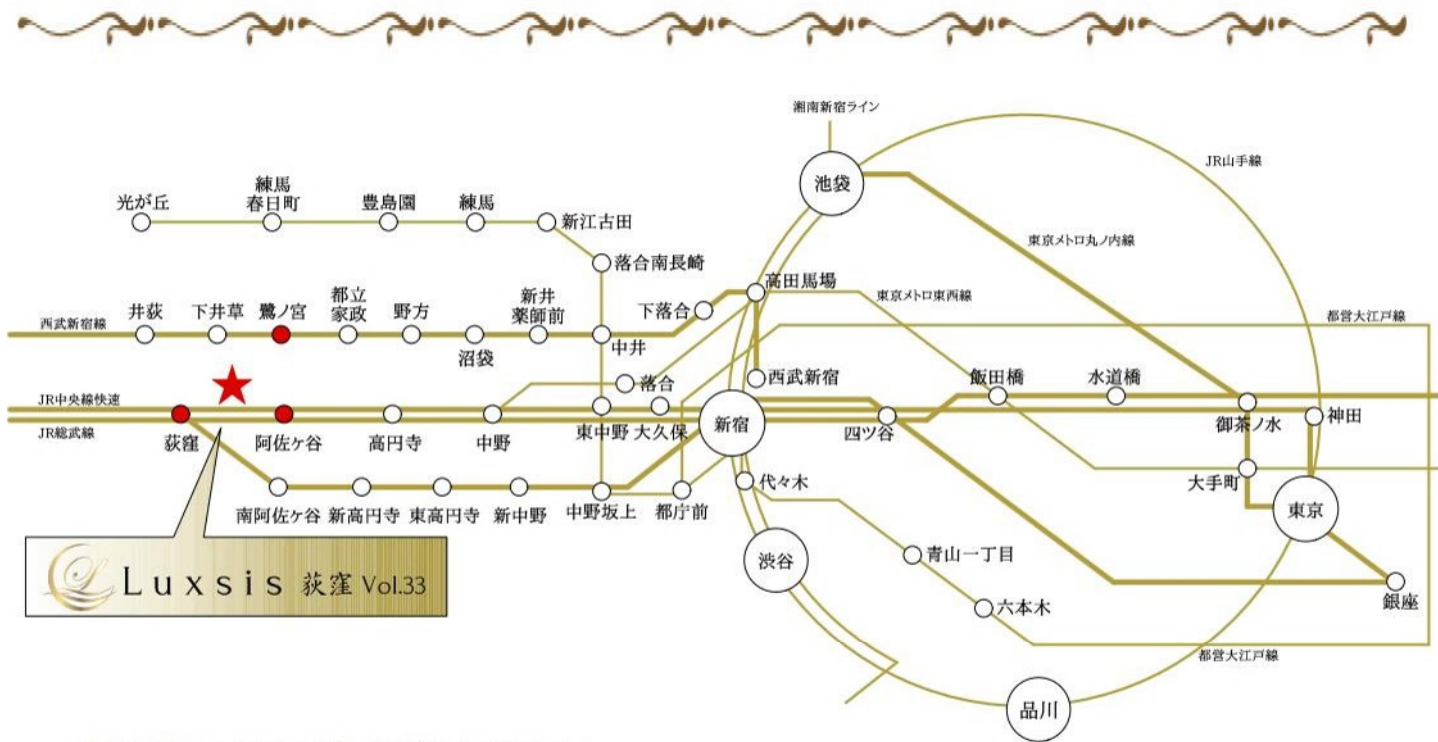 湘南新宿ライン
JR山手線
池袋
光が丘
練馬
春日町
豊島園
練馬
新江古田
東京メトロ丸ノ内線
落合南長崎
高田馬場
東京メトロ東西線
都営大江戸線
西武新宿線
井荻
下井草
鷺ノ宮
都立
家政
野方
沼袋
新井
薬師前
中井
下落合
西武新宿
落合
飯田橋
水道橋
JR中央線快速
JR総武線
荻窪
阿佐ヶ谷
高円寺
中野
東中野
大久保
新宿
四ツ谷
御茶ノ水
神田
大手町
代々木
南阿佐ヶ谷
新高円寺
東高円寺
新中野
中野坂上
都庁前
東京
渋谷
青山一丁目
六本木
銀座
都営大江戸線
品川
Luxsis 荻窪 Vol.33